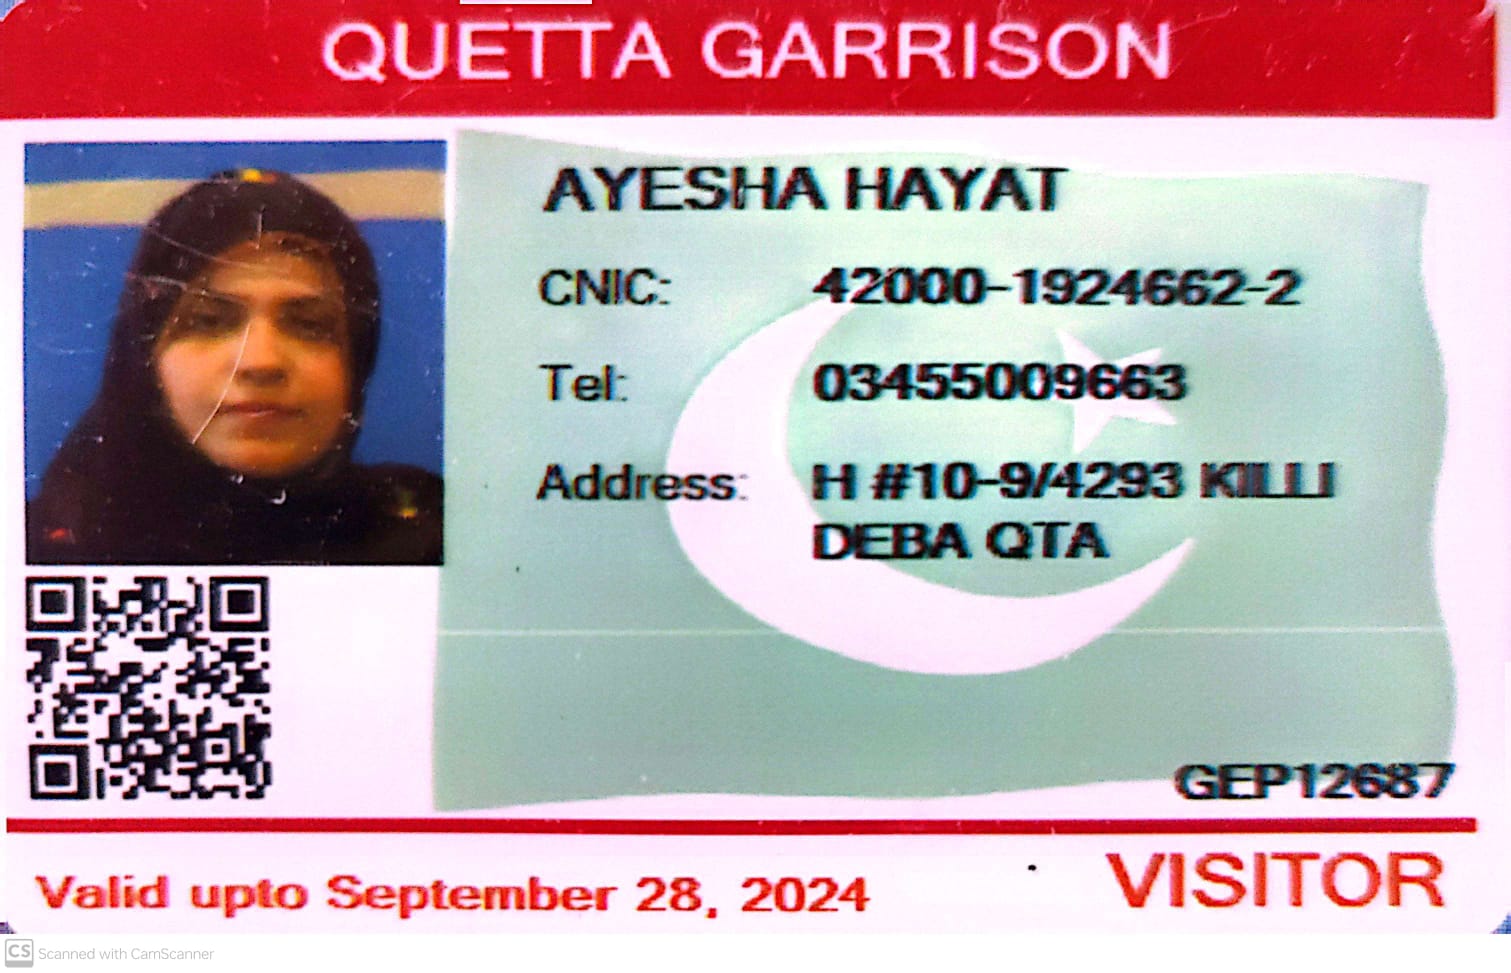 QUETTA GARRISON
AYESHA HAYAT
CNIC: 42000-1924662-2
Tel: 03455009663
Address: H #10-9/4293 KILLI
DEBA QTA
GEP12687
Valid upto September 28, 2024
VISITOR
CS Scanned with CamScanner